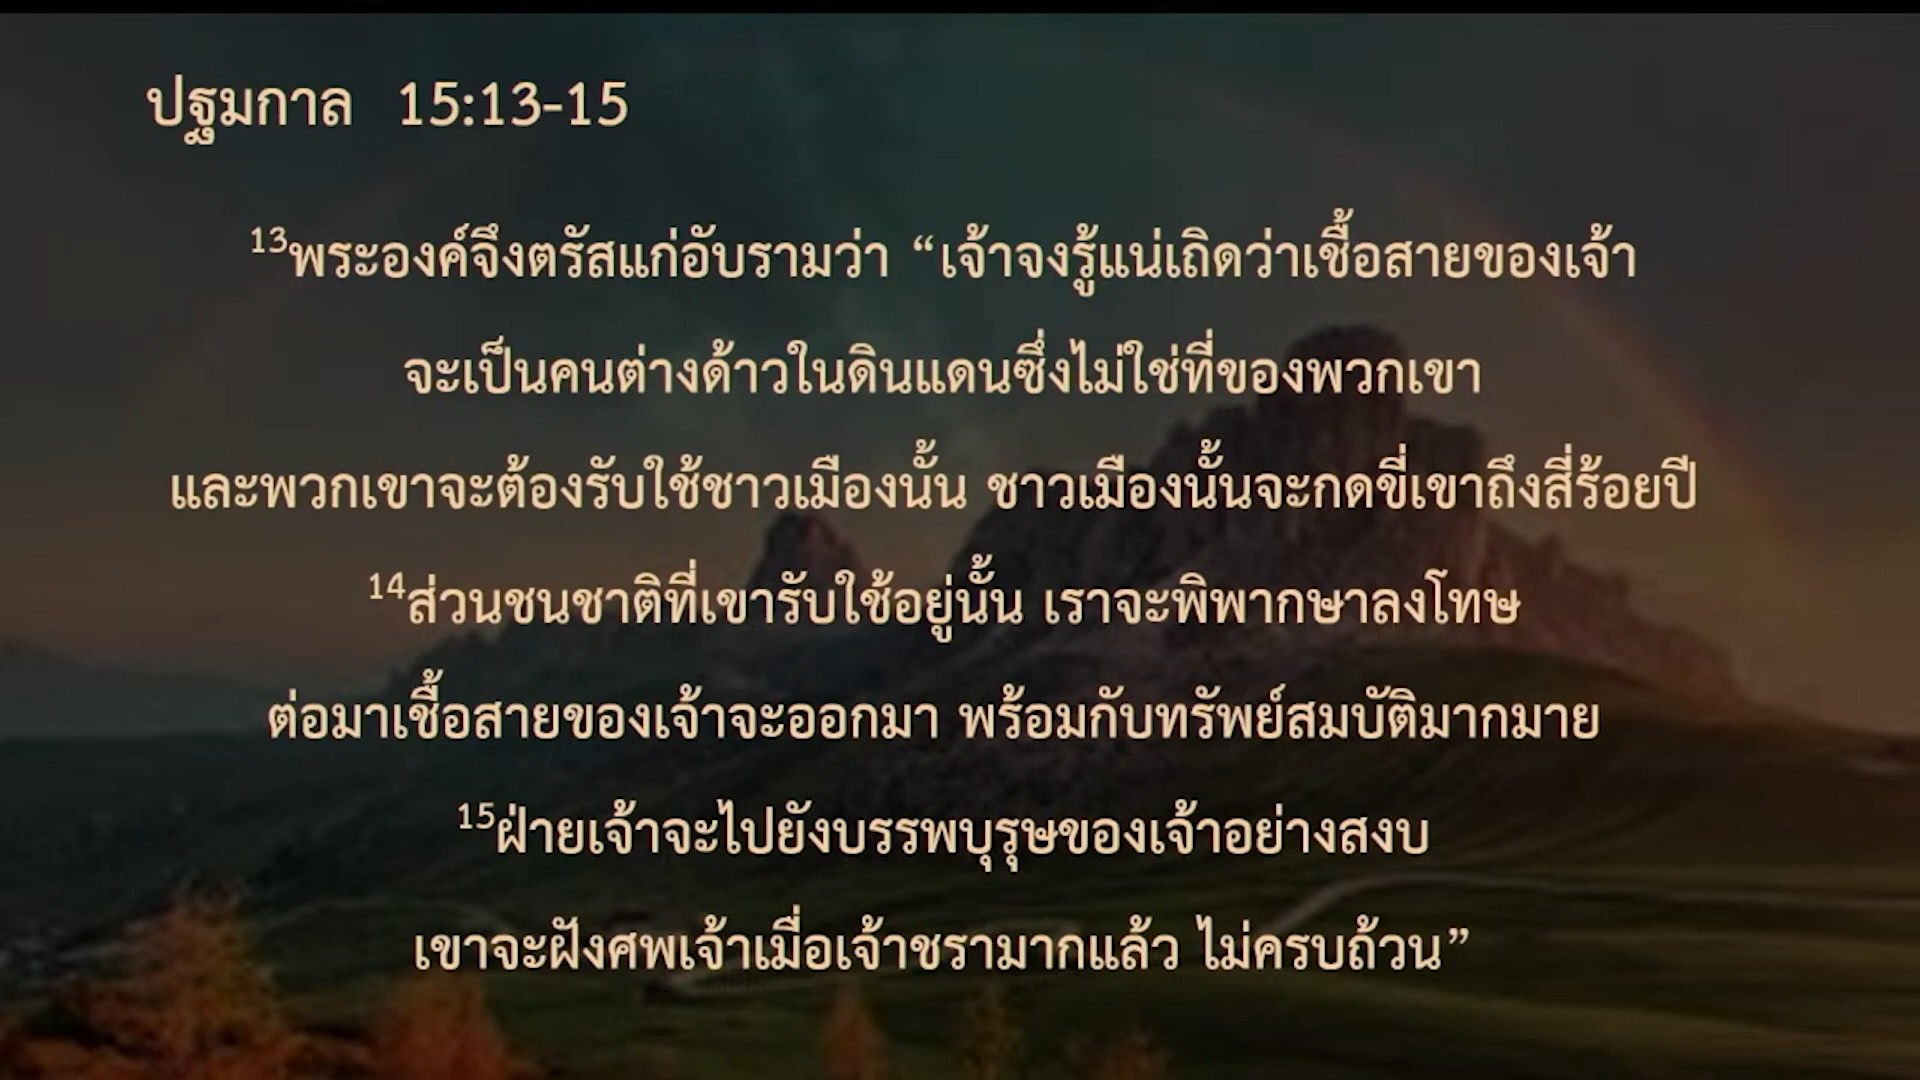 ปฐมกาล 15:13-15
13พระองค์จึงตรัสแก่อับรามว่า “เจ้าจงรู้แน่เถิดว่าเชื้อสายของเจ้า
จะเป็นคนต่างด้าวในดินแดนซึ่งไม่ใช่ที่ของพวกเขา
และพวกเขาจะต้องรับใช้ชาวเมืองนั้น ชาวเมืองนั้นจะกดขี่เขาถึงสี่ร้อยปี
14ส่วนชนชาติที่เขารับใช้อยู่นั้น เราจะพิพากษาลงโทษ
ต่อมาเชื้อสายของเจ้าจะออกมา พร้อมกับทรัพย์สมบัติมากมาย
15ฝ่ายเจ้าจะไปยังบรรพบุรุษของเจ้าอย่างสงบ
เขาจะฝังศพเจ้าเมื่อเจ้าชรามากแล้ว ไม่ครบถ้วน”